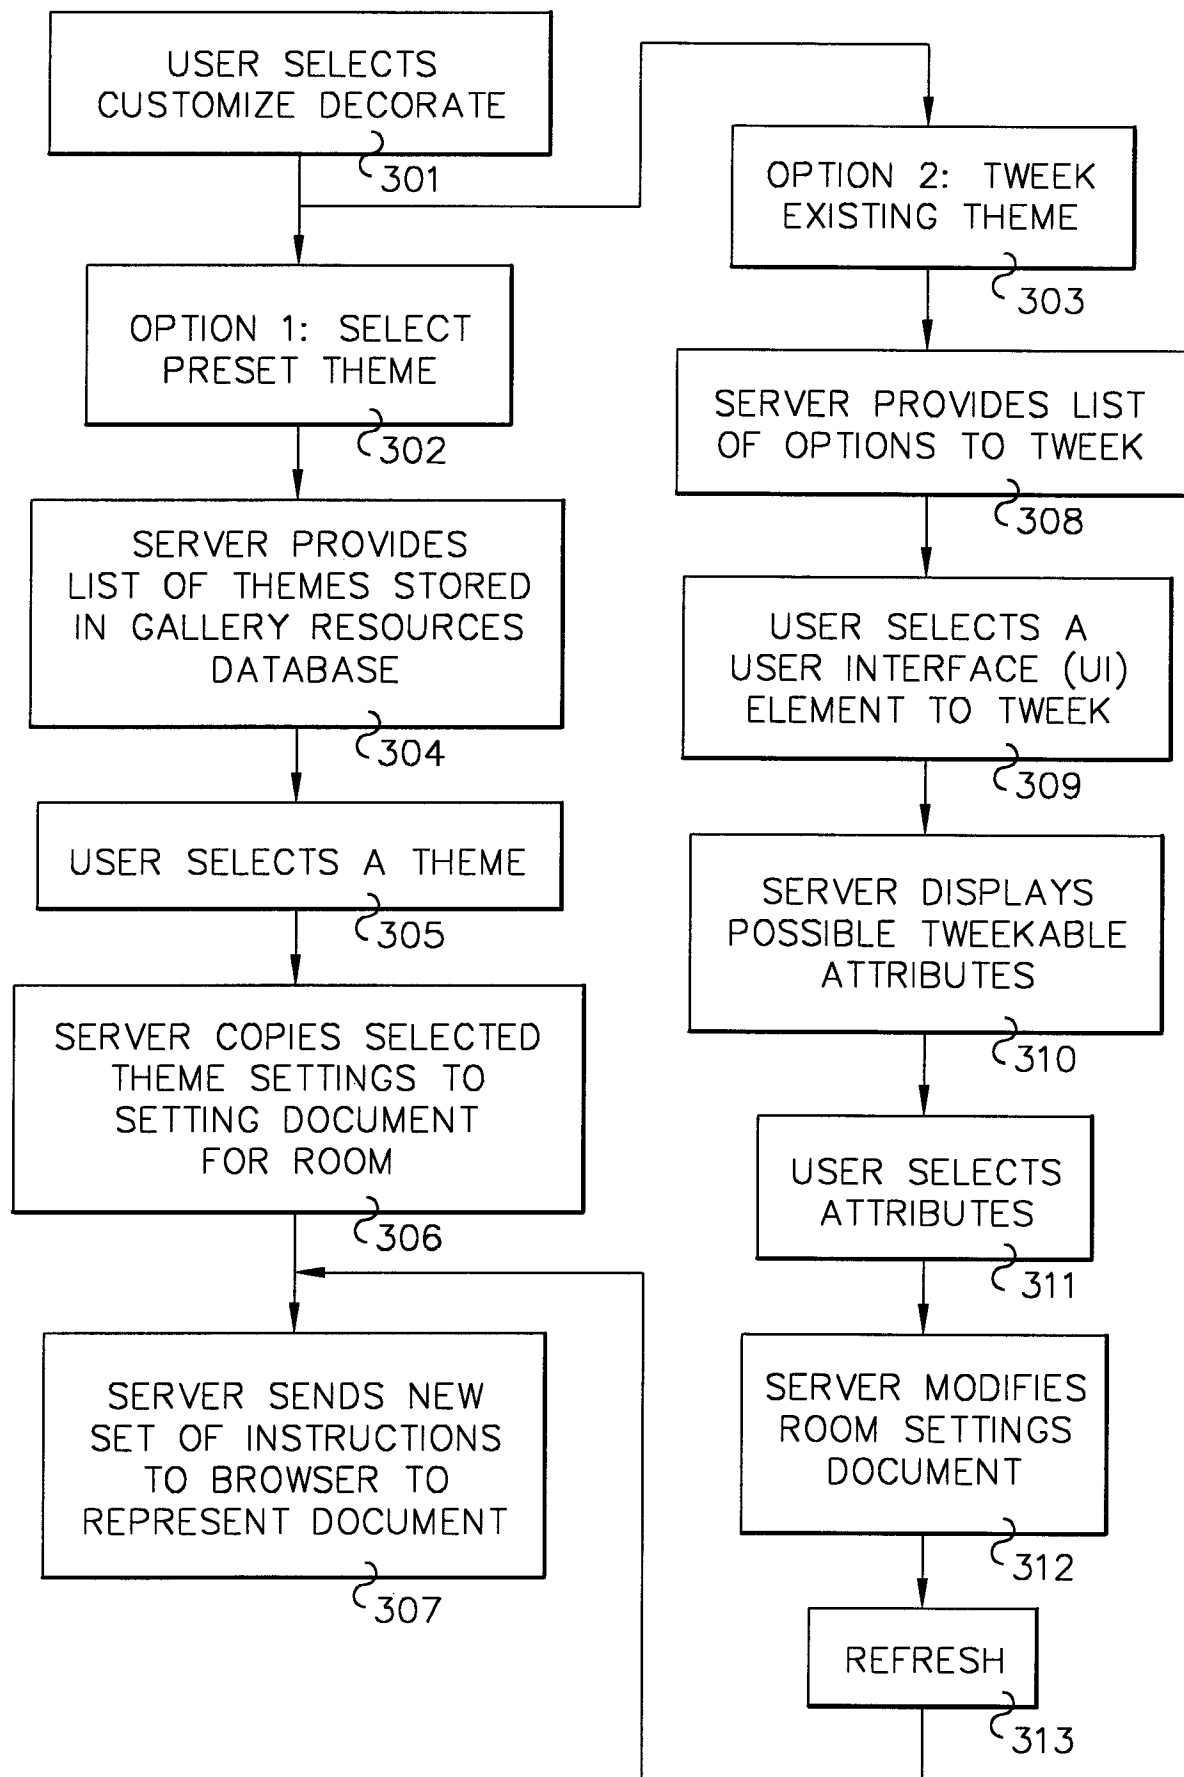 USER SELECTS
CUSTOMIZE DECORATE
301
OPTION 1: SELECT
PRESET THEME
302
SERVER PROVIDES
LIST OF THEMES STORED
IN GALLERY RESOURCES
DATABASE
304
USER SELECTS A THEME
305
SERVER COPIES SELECTED
THEME SETTINGS TO
SETTING DOCUMENT
FOR ROOM
306
SERVER SENDS NEW
SET OF INSTRUCTIONS
TO BROWSER TO
REPRESENT DOCUMENT
307
OPTION 2: TWEEK
EXISTING THEME
303
SERVER PROVIDES LIST
OF OPTIONS TO TWEEK
308
USER SELECTS A
USER INTERFACE (UI)
ELEMENT TO TWEEK
309
SERVER DISPLAYS
POSSIBLE TWEEKABLE
ATTRIBUTES
310
USER SELECTS
ATTRIBUTES
311
SERVER MODIFIES
ROOM SETTINGS
DOCUMENT
312
REFRESH
313